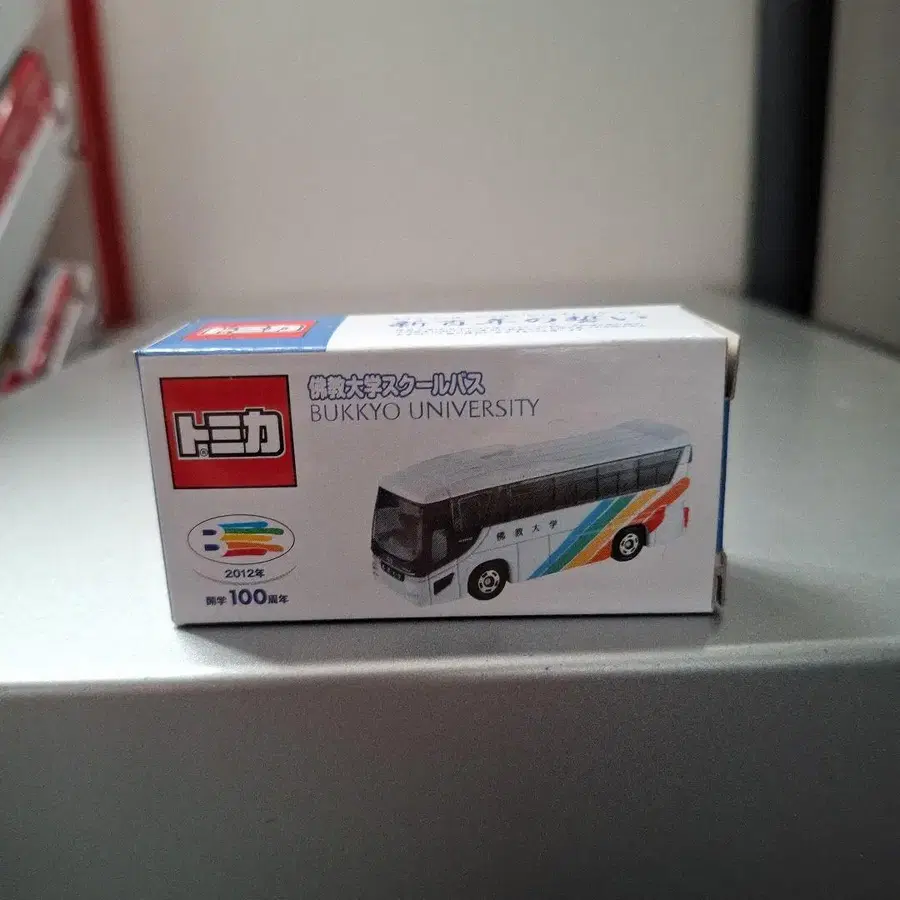 トミカ
佛教大学スクールバス
BUKKYO UNIVERSITY
トミカ®
佛教大学
2012年
開学100周年